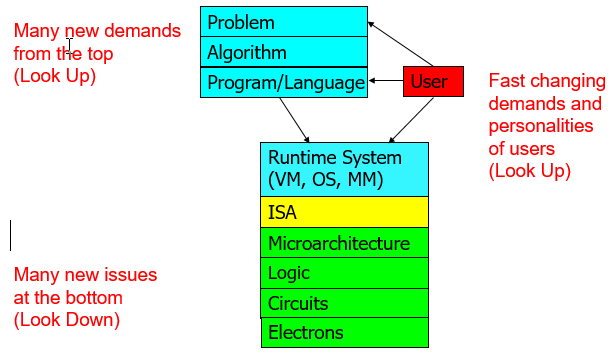 Many new demands
from the top
(Look Up)
Problem
Algorithm
Program/Language
User
Fast changing
demands and
personalities
of users
(Look Up)
Runtime System
(VM, OS, MM)
ISA
Microarchitecture
Logic
Circuits
Electrons
Many new issues
at the bottom
(Look Down)